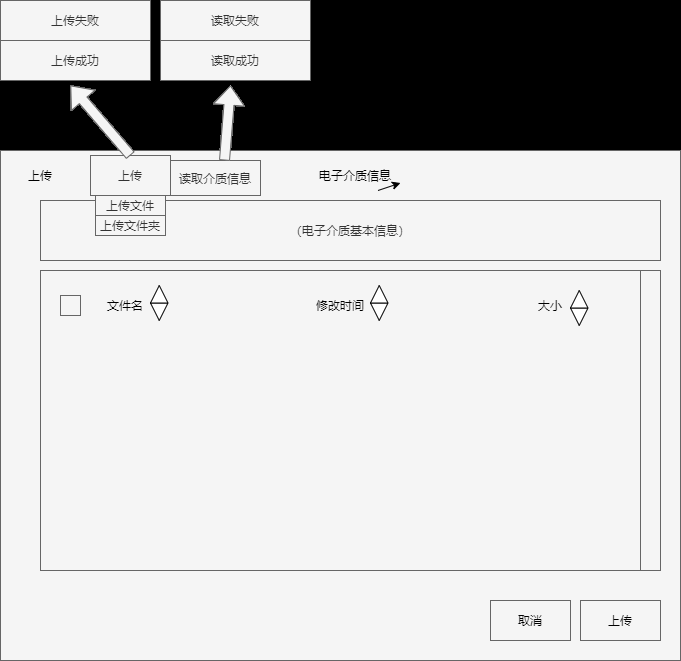 上传失败
读取失败
上传成功
读取成功
上传
上传
读取介质信息
电子介质信息
上传文件
上传文件夹
（电子介质基本信息）
文件名
修改时间
大小
取消
上传